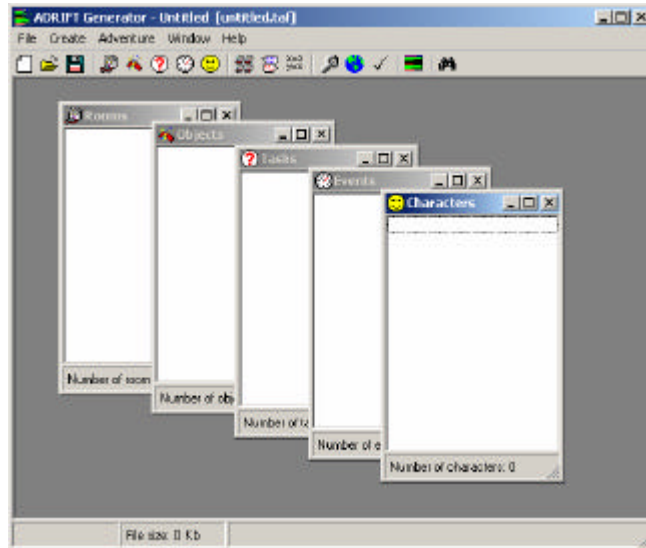 ADRIFT Generator - Untitled [untitled.taf]
File Create Adventure Window Help
Rooms
Objects
Tasks
Events
Characters
Number of room
Number of obj
Number of ta
Number of e
Number of characters: 0
File size: 0 Kb